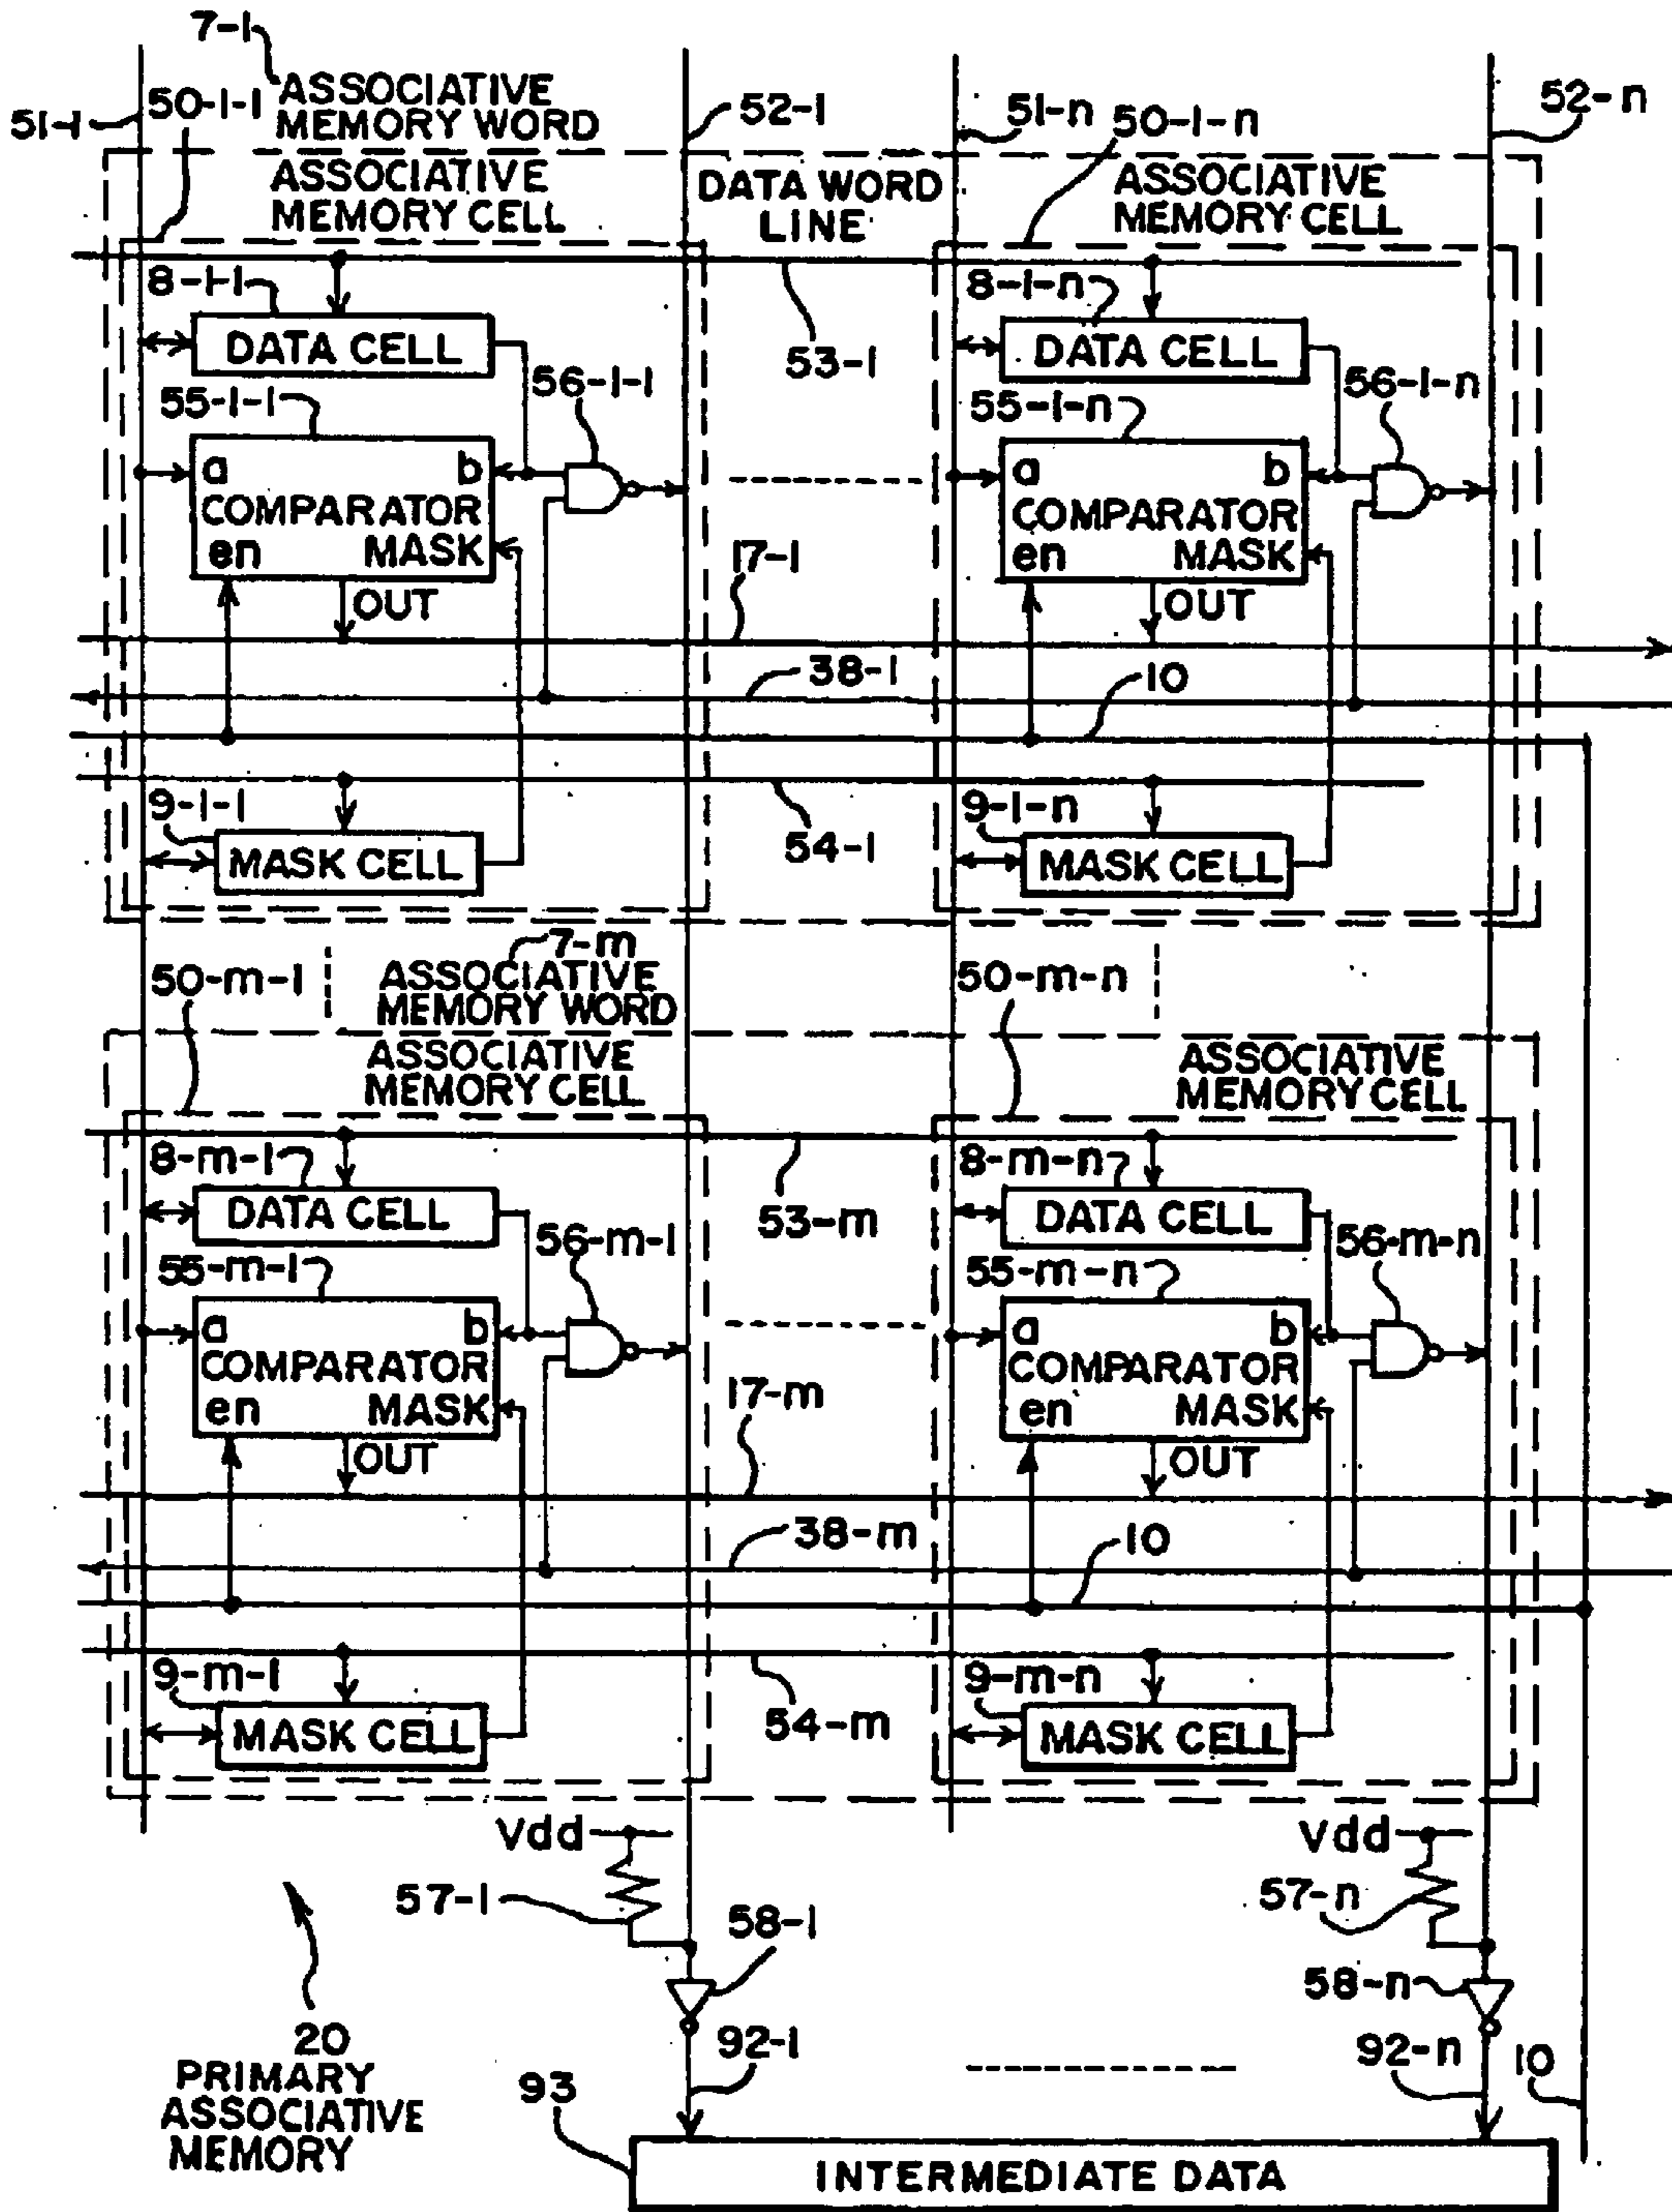 7-1
51-1
50-1-1
ASSOCIATIVE
MEMORY WORD
52-1
51-n
50-1-n
52-n
ASSOCIATIVE
MEMORY CELL
DATA WORD
LINE
ASSOCIATIVE
MEMORY CELL
8-1-1
DATA CELL
53-1
8-1-n
DATA CELL
55-1-1
56-1-1
55-1-n
56-1-n
a b
COMPARATOR
en MASK
OUT
a b
COMPARATOR
en MASK
OUT
17-1
38-1
10
9-1-1
MASK CELL
54-1
9-1-n
MASK CELL
7-m
50-m-1
ASSOCIATIVE
MEMORY WORD
50-m-n
ASSOCIATIVE
MEMORY CELL
ASSOCIATIVE
MEMORY CELL
8-m-1
DATA CELL
53-m
8-m-n
DATA CELL
55-m-1
56-m-1
55-m-n
56-m-n
a b
COMPARATOR
en MASK
OUT
a b
COMPARATOR
en MASK
OUT
17-m
38-m
10
9-m-1
MASK CELL
54-m
9-m-n
MASK CELL
Vdd
Vdd
57-1
57-n
58-1
58-n
92-1
92-n
10
20
PRIMARY
ASSOCIATIVE
MEMORY
93
INTERMEDIATE DATA